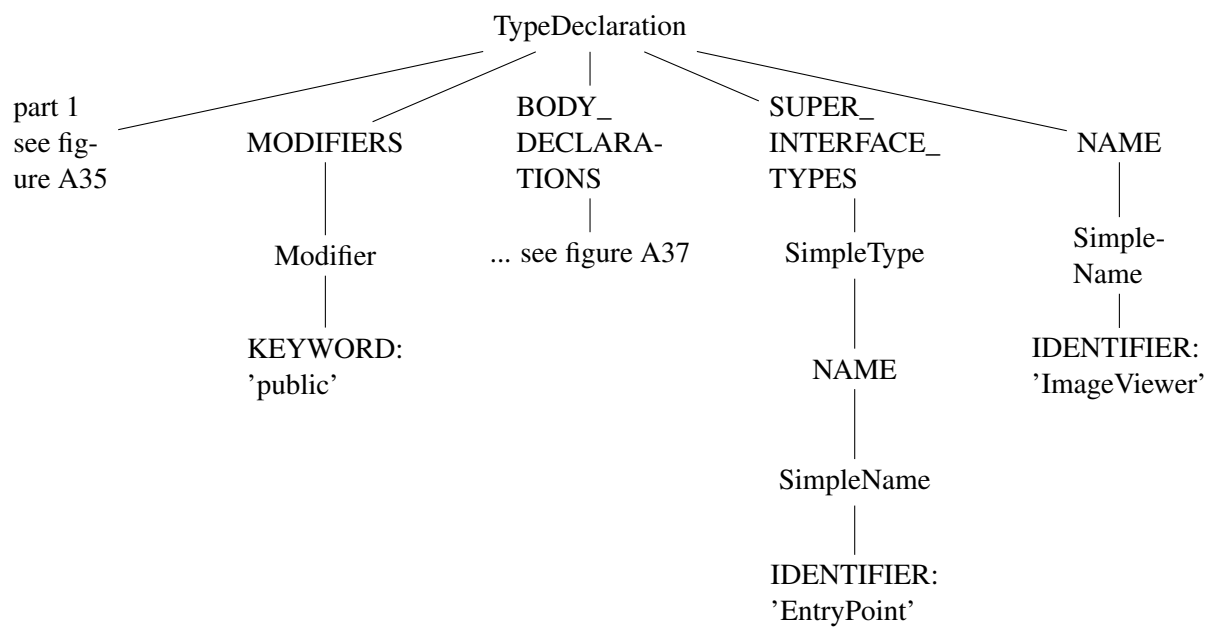 TypeDeclaration
part 1
see fig-
ure A35
MODIFIERS
BODY_
DECLARA-
TIONS
SUPER_
INTERFACE_
TYPES
NAME
Modifier
... see figure A37
SimpleType
Simple-
Name
KEYWORD:
’public’
NAME
IDENTIFIER:
’ImageViewer’
SimpleName
IDENTIFIER:
’EntryPoint’